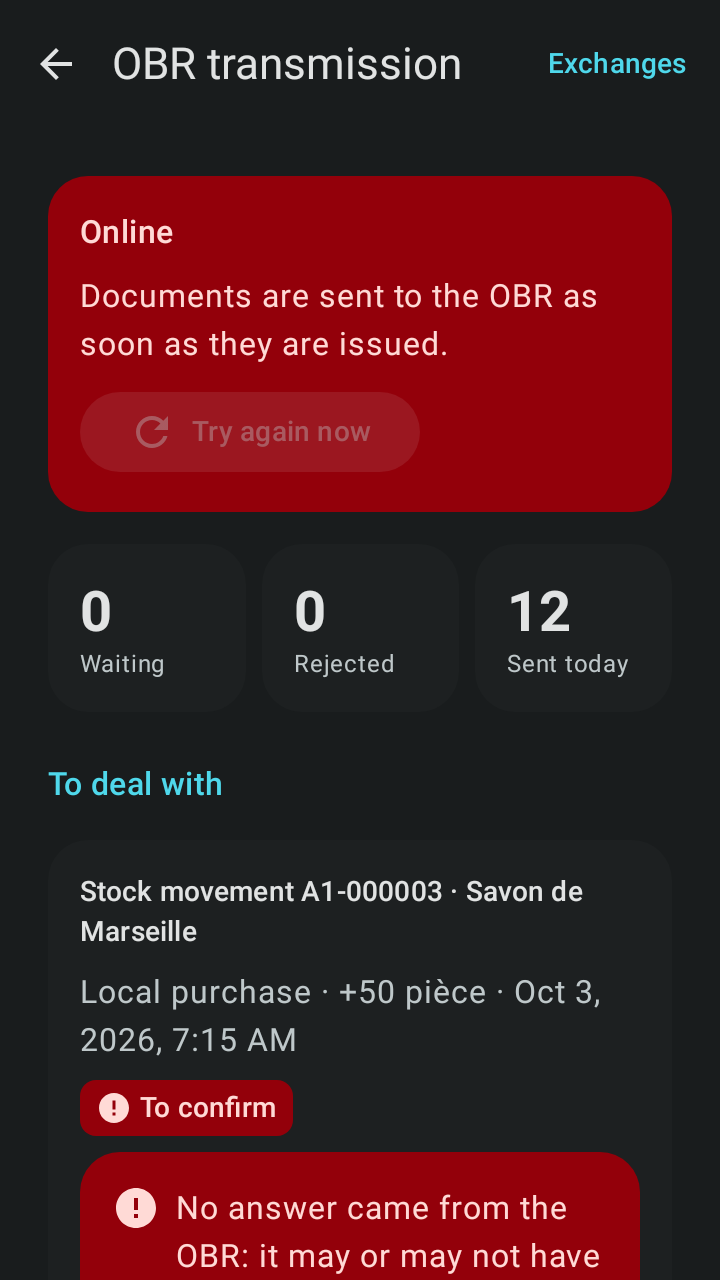 OBR transmission
Exchanges
Online
Documents are sent to the OBR as
soon as they are issued.
Try again now
0
Waiting
0
Rejected
12
Sent today
To deal with
Stock movement A1-000003 · Savon de
Marseille
Local purchase · +50 pièce · Oct 3,
2026, 7:15 AM
To confirm
No answer came from the
OBR: it may or may not have